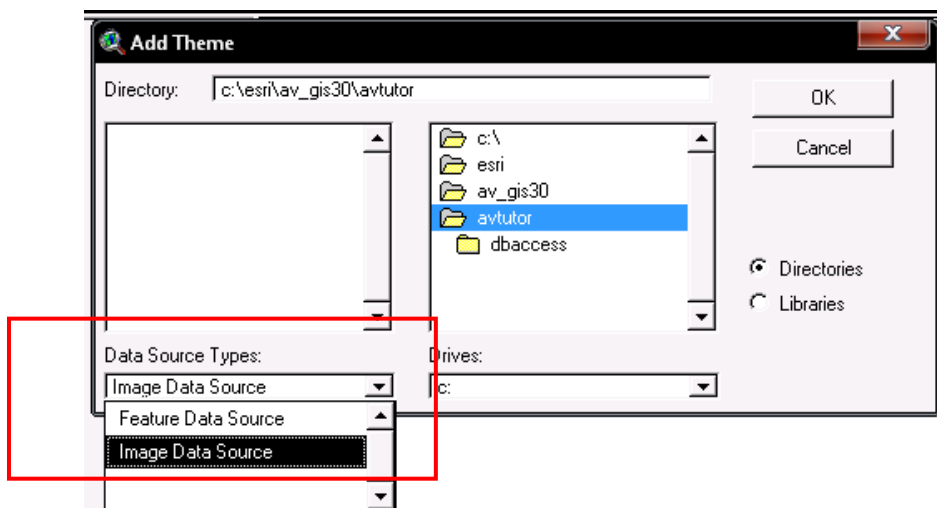 Add Theme
Directory: c:\esri\av_gis30\avtutor
OK
Cancel
c:\
esri
av_gis30
avtutor
dbaccess
Directories
Libraries
Data Source Types:
Drives:
Image Data Source
c:
Feature Data Source
Image Data Source